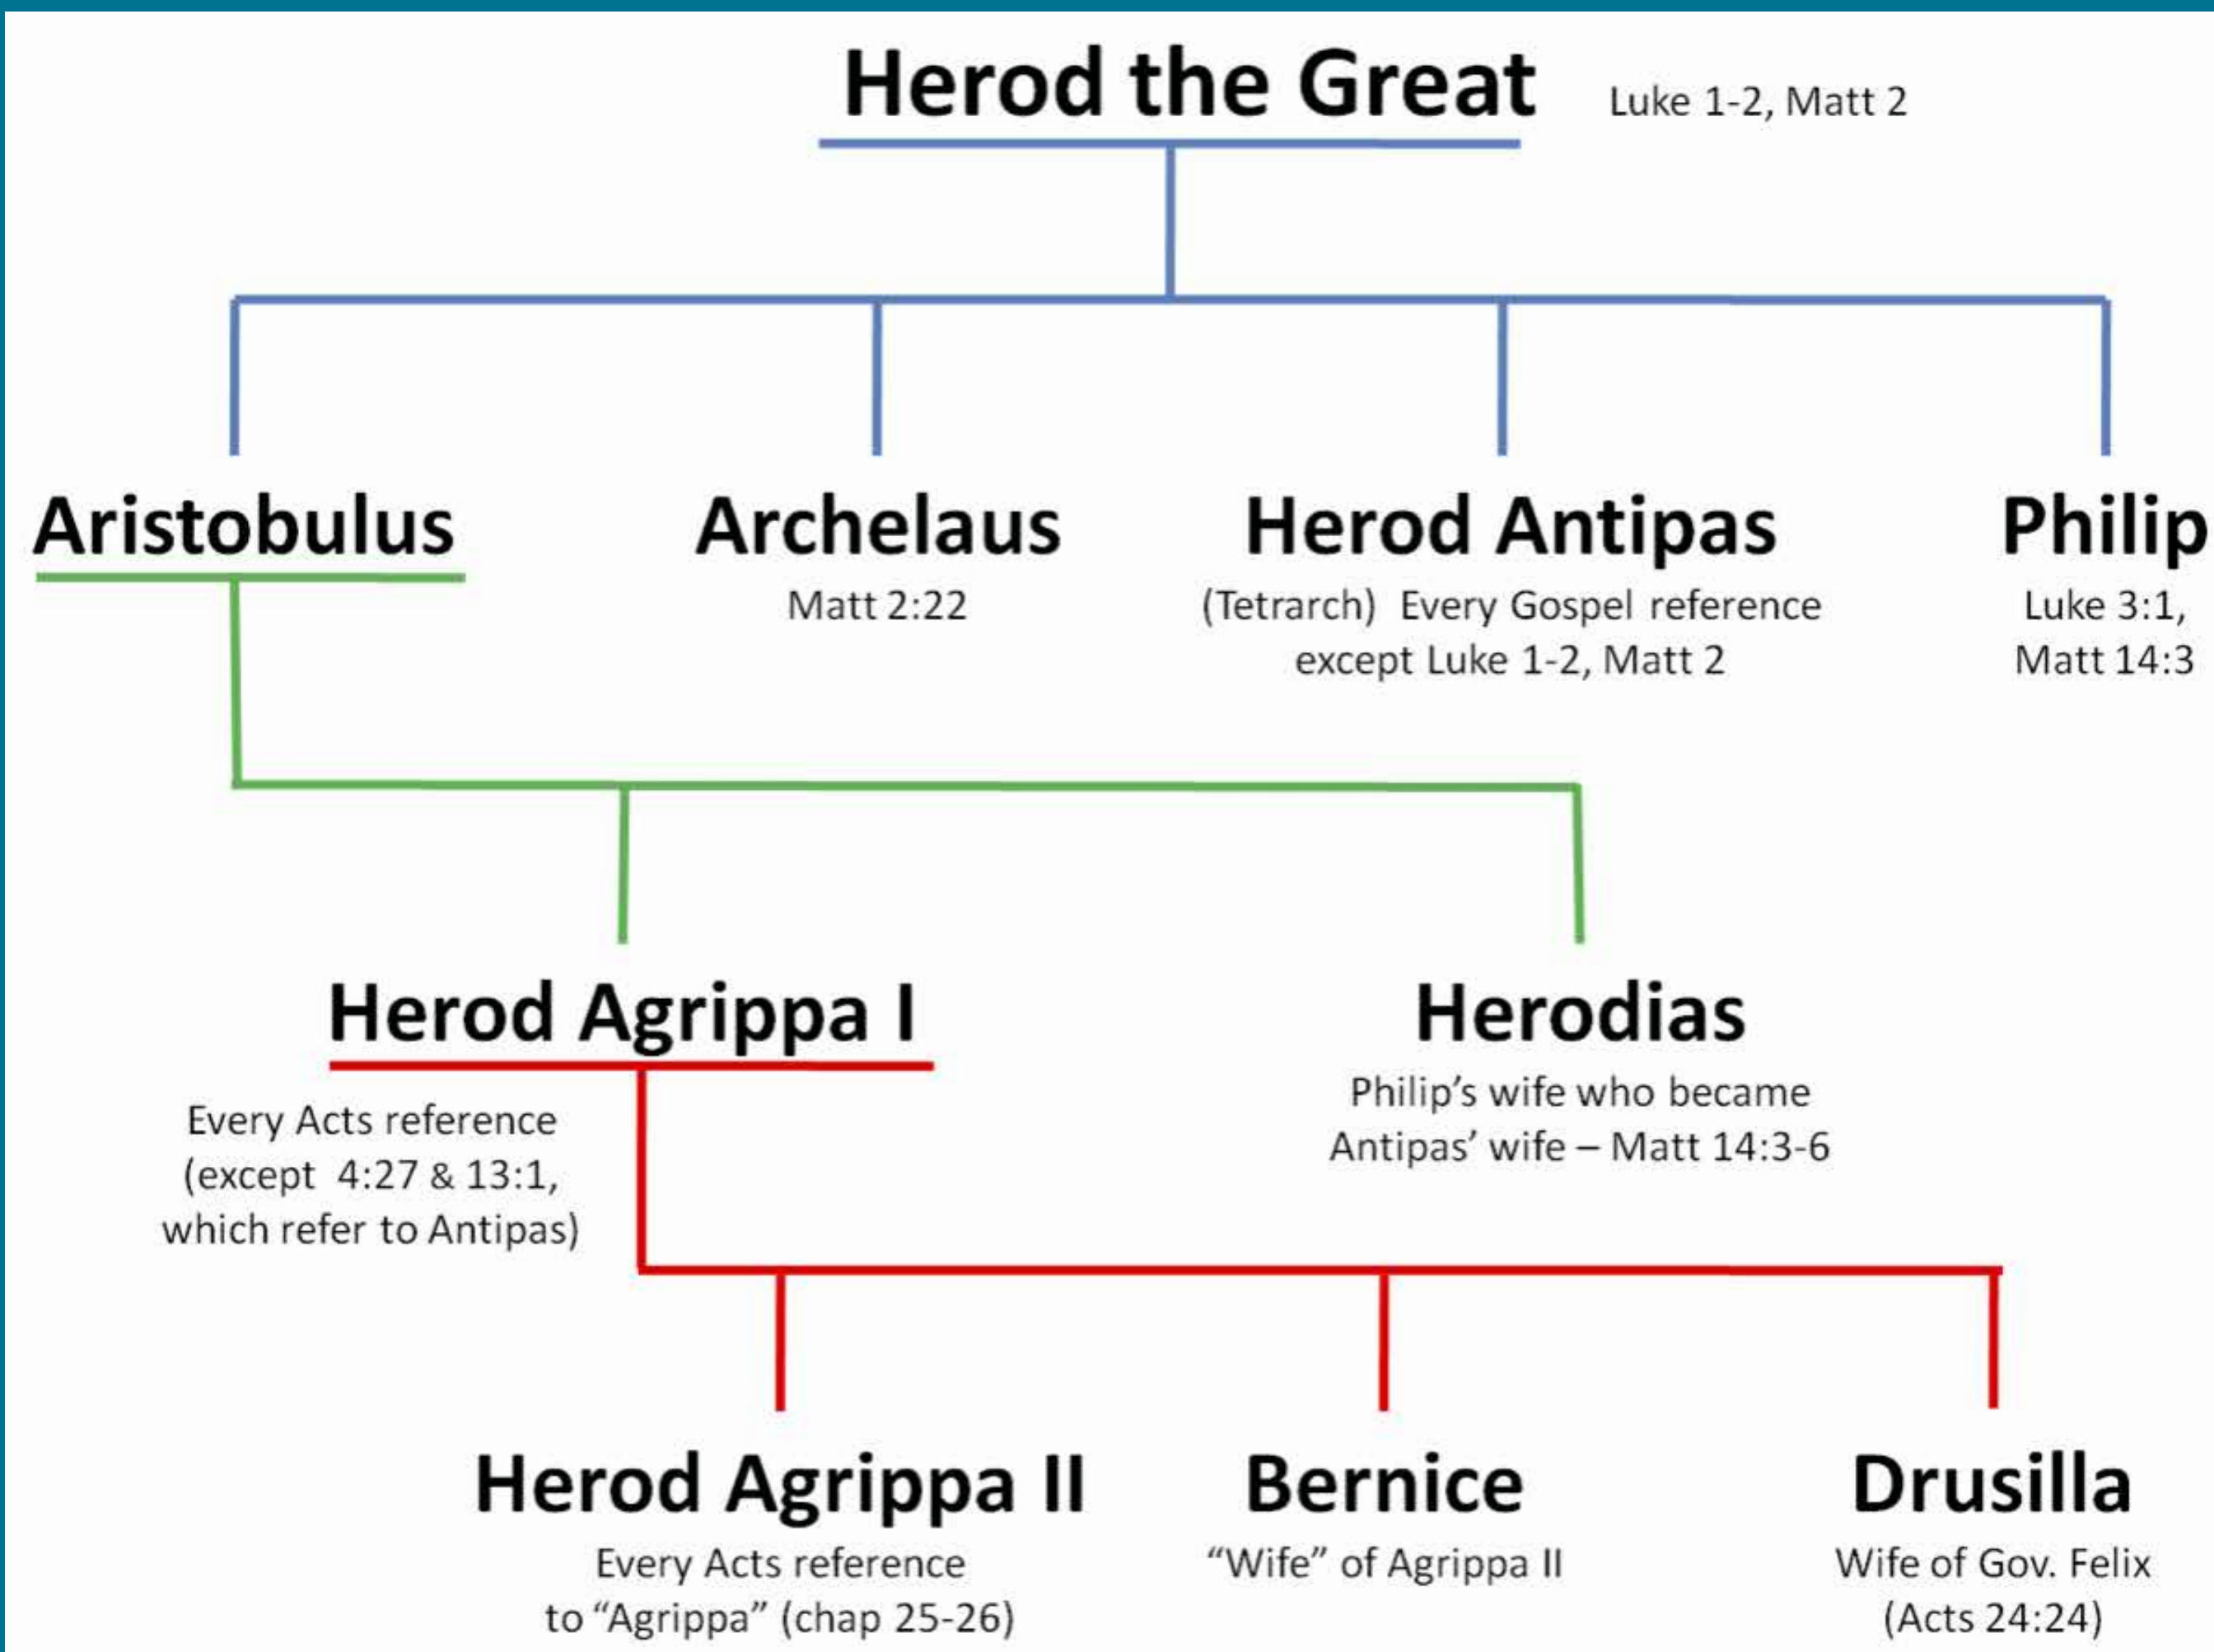 Herod the Great
Luke 1-2, Matt 2
Aristobulus
Archelaus
Matt 2:22
Herod Antipas
(Tetrarch) Every Gospel reference
except Luke 1-2, Matt 2
Philip
Luke 3:1,
Matt 14:3
Herod Agrippa I
Every Acts reference
(except 4:27 & 13:1,
which refer to Antipas)
Herodias
Philip's wife who became
Antipas' wife – Matt 14:3-6
Herod Agrippa II
Every Acts reference
to “Agrippa” (chap 25-26)
Bernice
“Wife” of Agrippa II
Drusilla
Wife of Gov. Felix
(Acts 24:24)